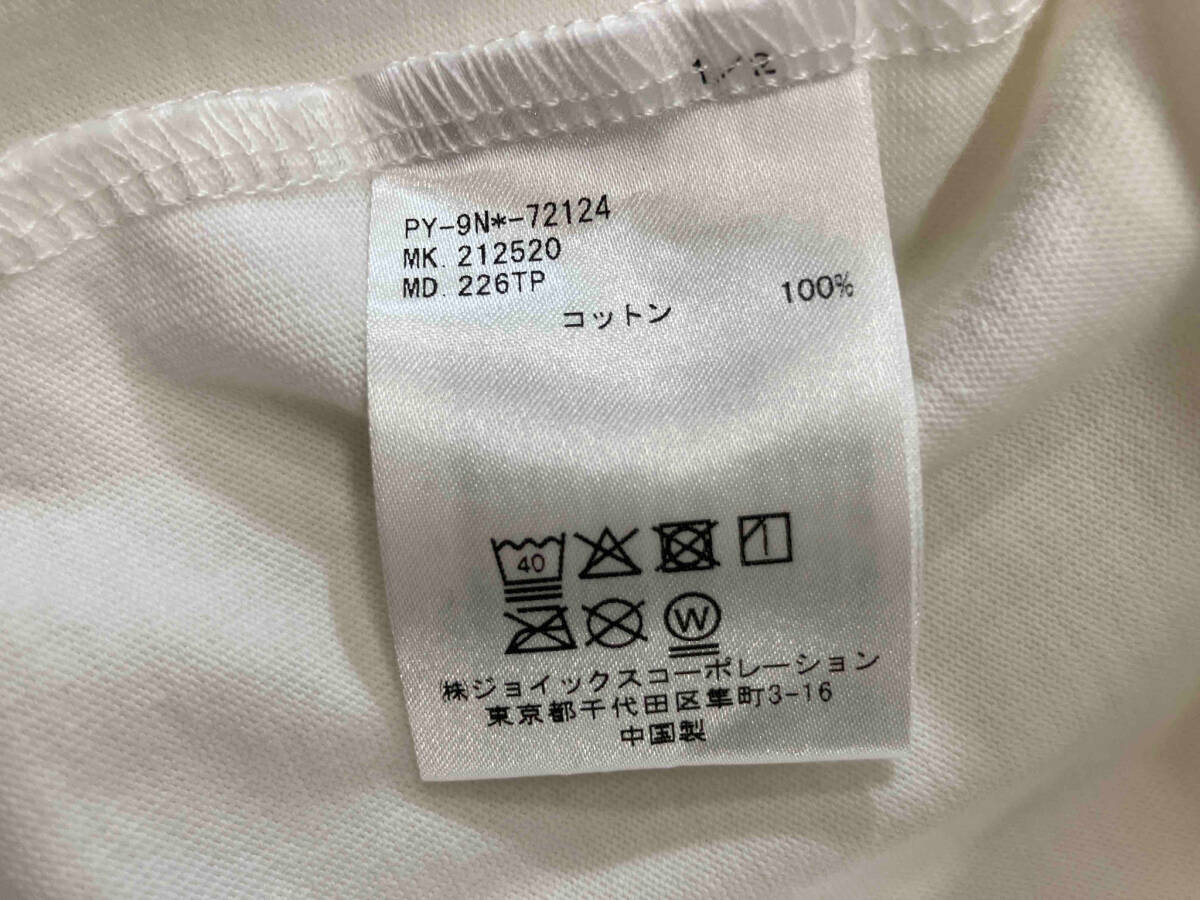 1/2
PY-9N*-72124
MK. 212520
MD. 226TP
コットン 100%
40
W
㈱ジョイックスコーポレーション
東京都千代田区隼町3-16
中国製